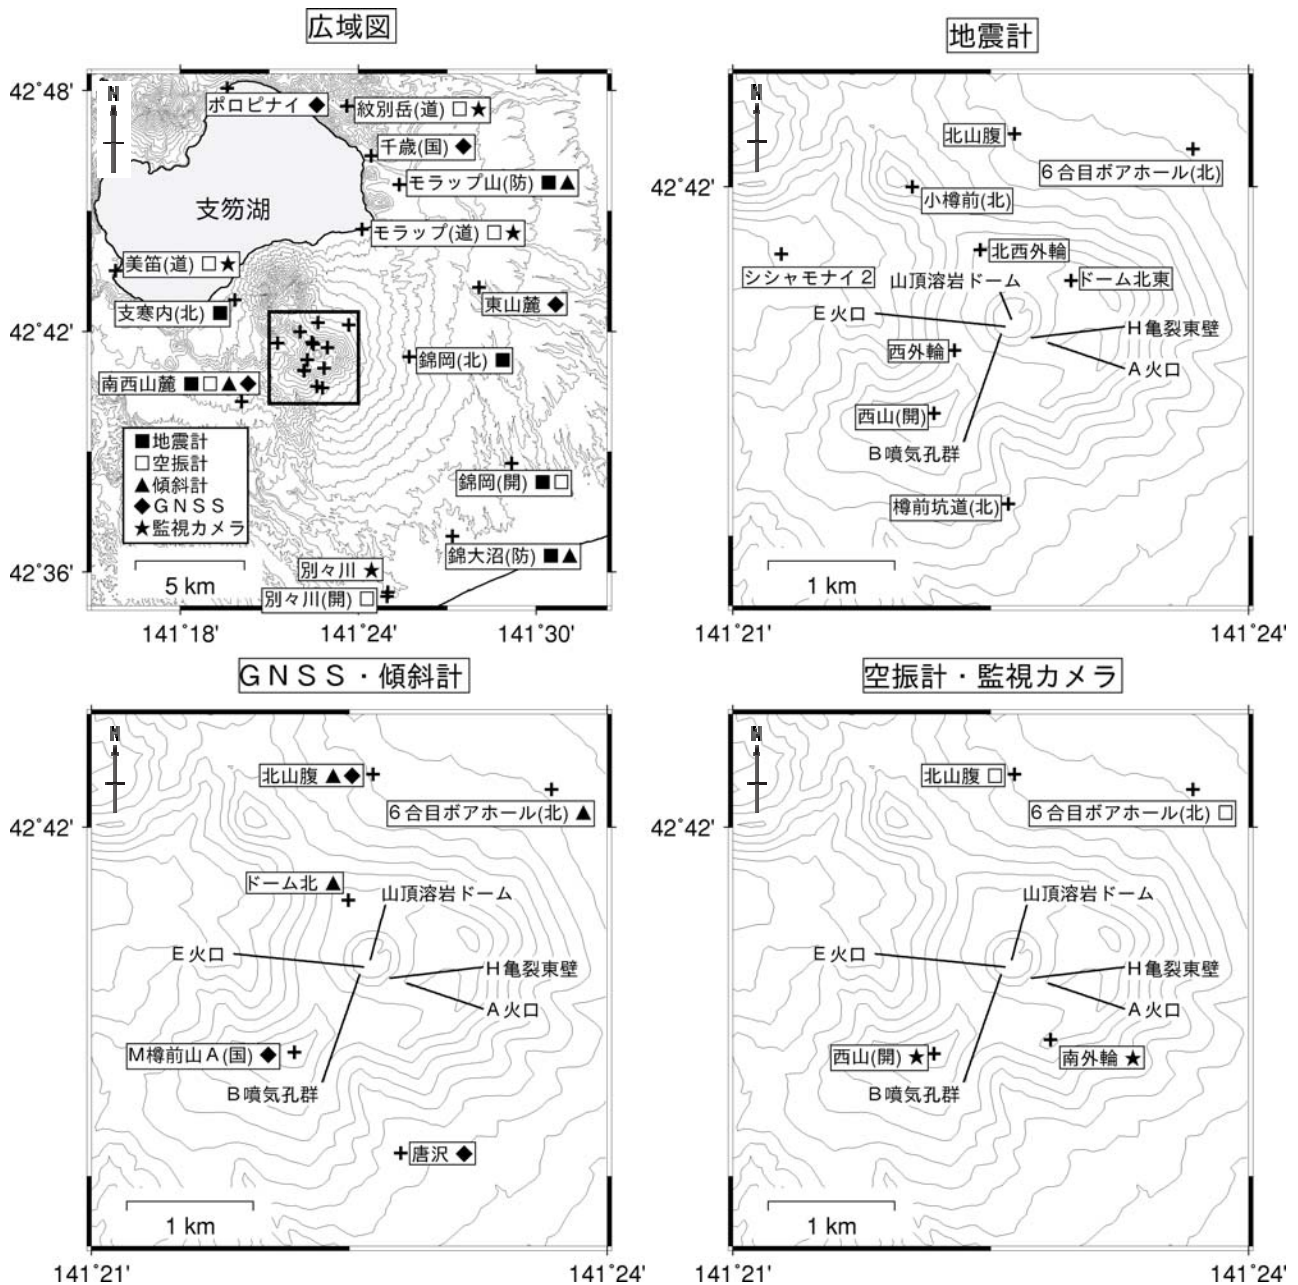 広域図
N
42˚48'
42˚42'
42˚36'
141˚18'
141˚24'
141˚30'
ポロピナイ ◆
紋別岳(道) □★
千歳(国) ◆
モラップ山(防) ■▲
支笏湖
モラップ(道) □★
美笛(道) □★
支寒内(北) ■
東山麓 ◆
錦岡(北) ■
南西山麓 ■□▲◆
■地震計
□空振計
▲傾斜計
◆ＧＮＳＳ
★監視カメラ
錦岡(開) ■□
錦大沼(防) ■▲
別々川 ★
別々川(開) □
5 km
地震計
N
42˚42'
141˚21'
141˚24'
北山腹
６合目ボアホール(北)
小樽前(北)
北西外輪
シシャモナイ２
山頂溶岩ドーム
ドーム北東
Ｅ火口
Ｈ亀裂東壁
西外輪
Ａ火口
西山(開)
Ｂ噴気孔群
樽前坑道(北)
1 km
ＧＮＳＳ・傾斜計
N
42˚42'
141˚21'
141˚24'
北山腹 ▲◆
６合目ボアホール(北) ▲
ドーム北 ▲
山頂溶岩ドーム
Ｅ火口
Ｈ亀裂東壁
Ａ火口
Ｍ樽前山Ａ(国) ◆
Ｂ噴気孔群
唐沢 ◆
1 km
空振計・監視カメラ
N
42˚42'
141˚21'
141˚24'
北山腹 □
６合目ボアホール(北) □
山頂溶岩ドーム
Ｅ火口
Ｈ亀裂東壁
Ａ火口
西山(開) ★
南外輪 ★
Ｂ噴気孔群
1 km